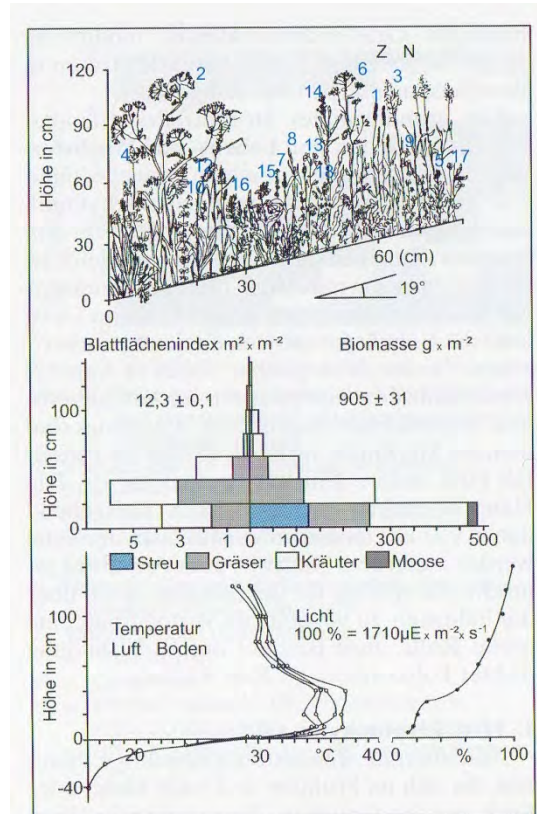 Z N
120
2
6
14
1
3
90
4
8
13
9
12
7
5
17
10
16
15
18
60
30
0
Höhe in cm
60 (cm)
30
0
19°
Blattflächenindex m² x m⁻²
Biomasse g x m⁻²
12,3 ± 0,1
905 ± 31
100
0
Höhe in cm
5 3 1 0 100 300 500
Streu Gräser Kräuter Moose
Temperatur
Luft Boden
Licht
100 % = 1710µE x m⁻² s⁻¹
100
0
-40
Höhe in cm
20 30 40 % 100